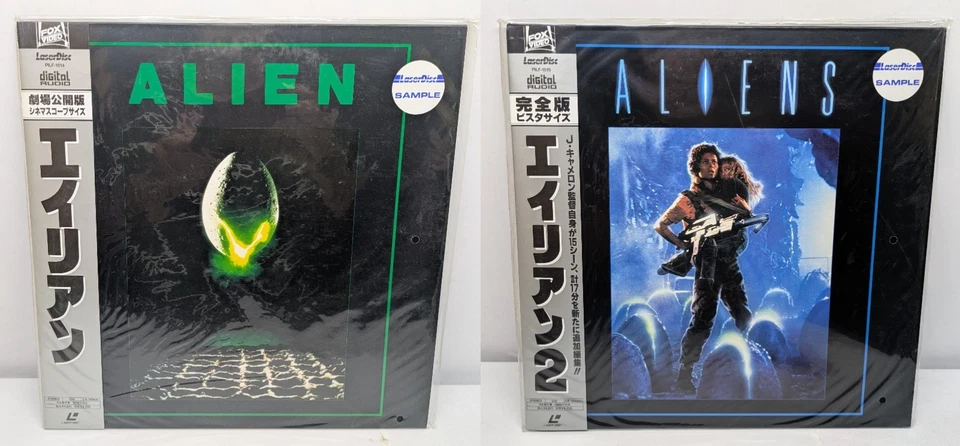 FOX
VIDEO
LaserDisc
PILF-1014
digital
AUDIO
劇場公開版
シネマスコープサイズ
エイリアン
ALIEN
LaserDisc
SAMPLE
FOX
VIDEO
LaserDisc
PILF-1015
digital
AUDIO
完全版
ビスタサイズ
エイリアン2
J・キャメロン監督自身が15シーン、計17分を新たに追加編集!!
ALIENS
LaserDisc
SAMPLE